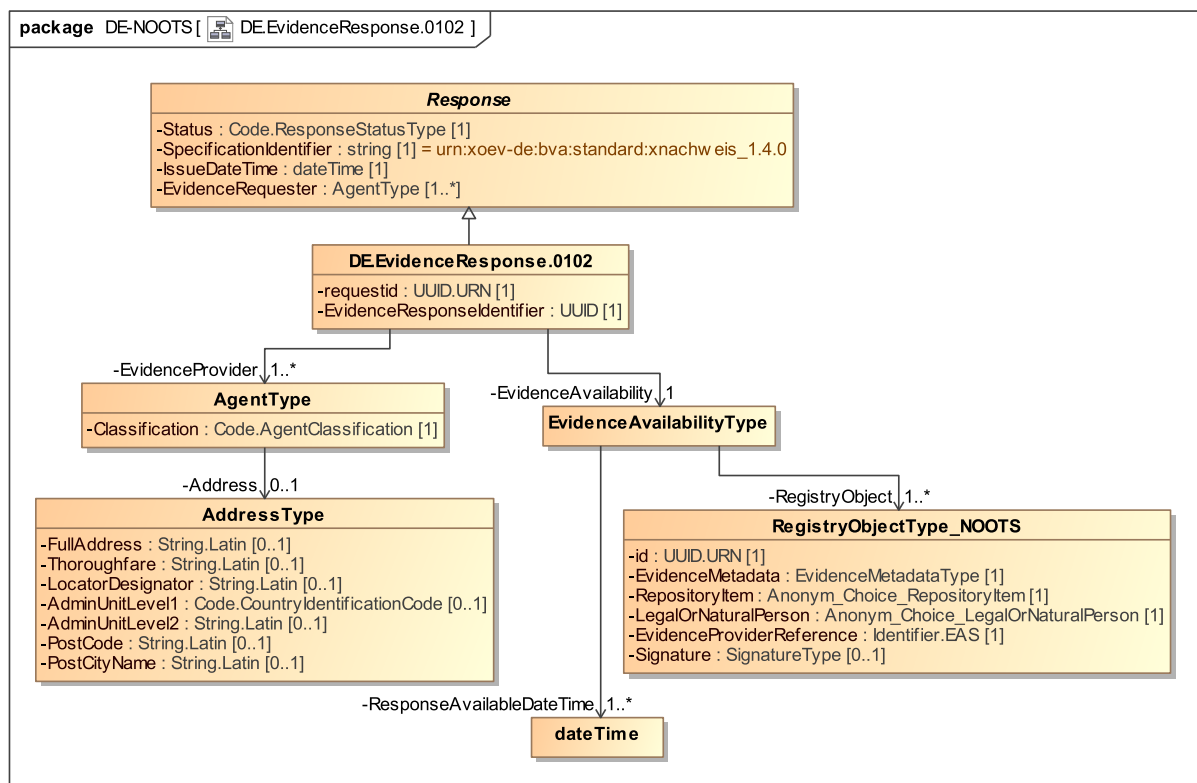 package DE-NOOTS [ DE.EvidenceResponse.0102 ]
Response
-Status : Code.ResponseStatusType [1]
-SpecificationIdentifier : string [1] = urn:xoev-de:bva:standard:xnachweis_1.4.0
-IssueDateTime : dateTime [1]
-EvidenceRequester : AgentType [1..*]
DE.EvidenceResponse.0102
-requestid : UUID.URN [1]
-EvidenceResponseIdentifier : UUID [1]
-EvidenceProvider 1..*
AgentType
-Classification : Code.AgentClassification [1]
-EvidenceAvailability 1
EvidenceAvailabilityType
-Address 0..1
AddressType
-FullAddress : String.Latin [0..1]
-Thoroughfare : String.Latin [0..1]
-LocatorDesignator : String.Latin [0..1]
-AdminUnitLevel1 : Code.CountryIdentificationCode [0..1]
-AdminUnitLevel2 : String.Latin [0..1]
-PostCode : String.Latin [0..1]
-PostCityName : String.Latin [0..1]
-RegistryObject 1..*
RegistryObjectType_NOOTS
-id : UUID.URN [1]
-EvidenceMetadata : EvidenceMetadataType [1]
-RepositoryItem : Anonym_Choice_RepositoryItem [1]
-LegalOrNaturalPerson : Anonym_Choice_LegalOrNaturalPerson [1]
-EvidenceProviderReference : Identifier.EAS [1]
-Signature : SignatureType [0..1]
-ResponseAvailableDateTime 1..*
dateTime